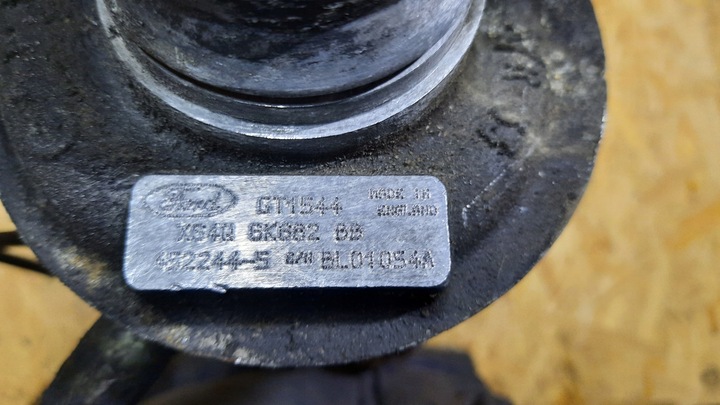 Ford GT1544 MADE IN ENGLAND
XS4Q 6K682 BB
452244-5 S/N BL01054A